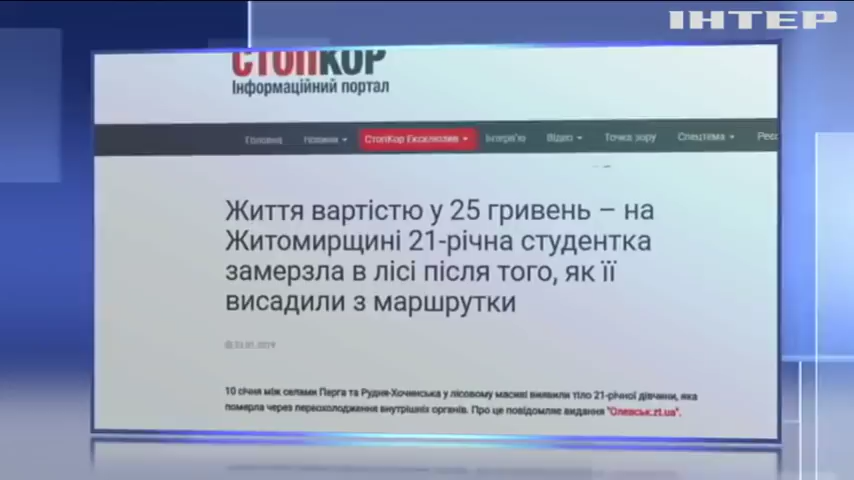 ІНТЕР
СТОПКОР
Інформаційний портал
Головна Новини СтопКор Ексклюзив Інтерв'ю Відео Точка зору Спецтема Реєс
Життя вартістю у 25 гривень – на
Житомирщині 21-річна студентка
замерзла в лісі після того, як її
висадили з маршрутки
10 січня між селами Перга та Рудня-Хочинська у лісовому масиві виявили тіло 21-річної дівчини, яка
померла через переохолодження внутрішніх органів. Про це повідомляє видання "Олевськ.zt.ua".